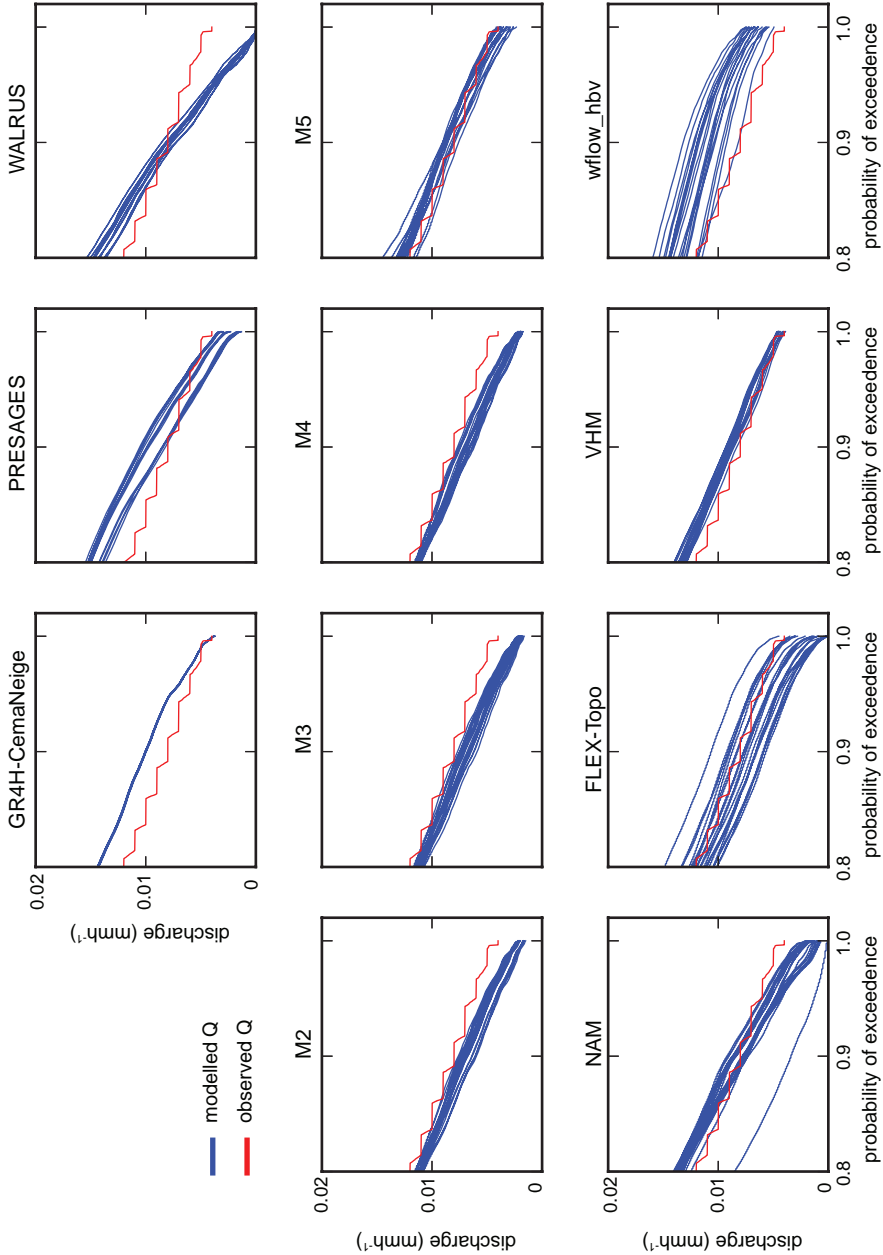 modelled Q
observed Q
GR4H-CemaNeige
PRESAGES
WALRUS
0.02
0.01
0
discharge (mmh⁻¹)
M2
M3
M4
M5
0.02
0.01
0
discharge (mmh⁻¹)
NAM
FLEX-Topo
VHM
wflow_hbv
0.02
0.01
0
discharge (mmh⁻¹)
0.8 0.9 1.0
0.8 0.9 1.0
0.8 0.9 1.0
0.8 0.9 1.0
probability of exceedence
probability of exceedence
probability of exceedence
probability of exceedence